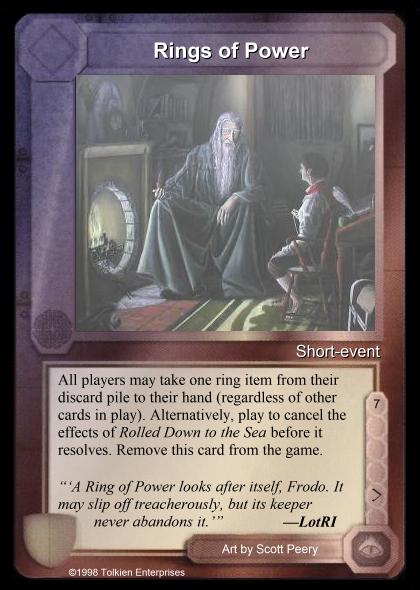 Rings of Power
Short-event
All players may take one ring item from their
discard pile to their hand (regardless of other
cards in play). Alternatively, play to cancel the
effects of Rolled Down to the Sea before it
resolves. Remove this card from the game.
7
“‘A Ring of Power looks after itself, Frodo. It
may slip off treacherously, but its keeper
never abandons it.’” —LotRI
Art by Scott Peery
©1998 Tolkien Enterprises